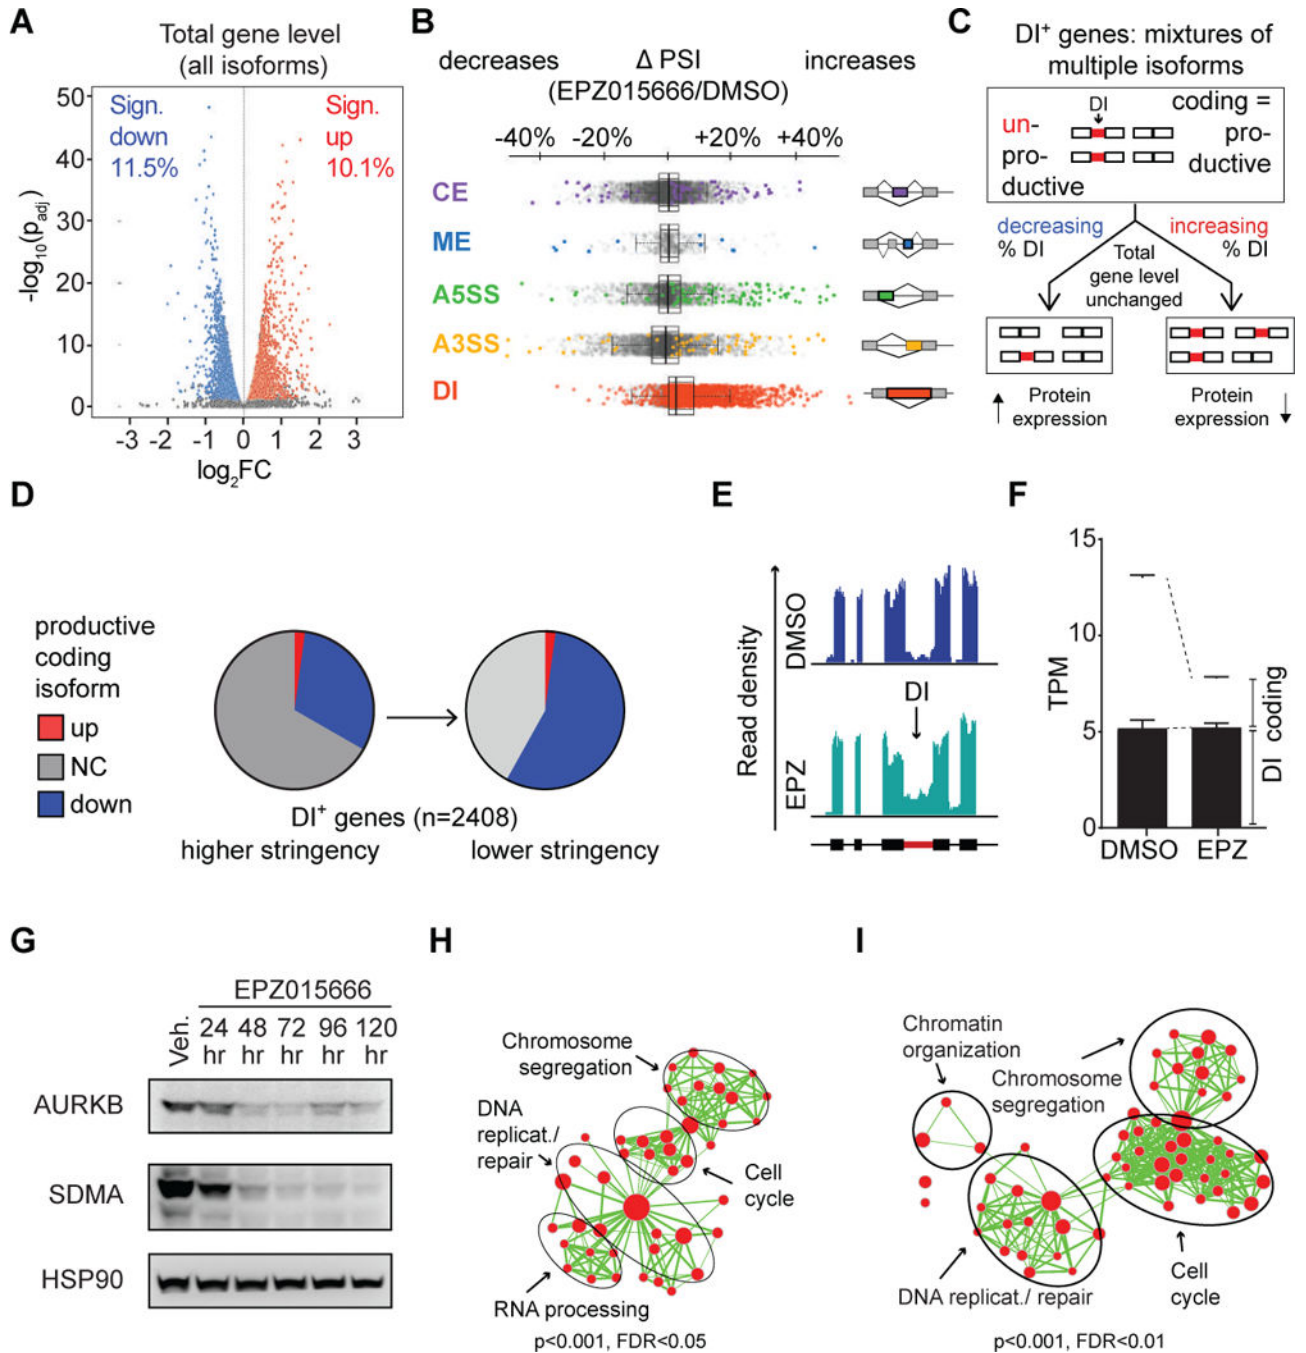 A
Total gene level
(all isoforms)
Sign.
down
11.5%
Sign.
up
10.1%
50
40
30
20
10
0
-log10(padj)
-3 -2 -1 0 1 2 3
log2FC
B
decreases Δ PSI increases
(EPZ015666/DMSO)
-40% -20% +20% +40%
CE
ME
A5SS
A3SS
DI
C
DI+ genes: mixtures of
multiple isoforms
DI
un-
pro-
ductive
coding =
pro-
ductive
decreasing
% DI
increasing
% DI
Total
gene level
unchanged
Protein
expression
Protein
expression
D
productive
coding
isoform
up
NC
down
DI+ genes (n=2408)
higher stringency
lower stringency
E
Read density
DMSO
DI
EPZ
F
15
10
5
0
TPM
coding
DI
DMSO EPZ
G
EPZ015666
Veh.
24 48 72 96 120
hr hr hr hr hr
AURKB
SDMA
HSP90
H
Chromosome
segregation
DNA
replicat./
repair
Cell
cycle
RNA processing
p<0.001, FDR<0.05
I
Chromatin
organization
Chromosome
segregation
DNA replicat./ repair
Cell
cycle
p<0.001, FDR<0.01